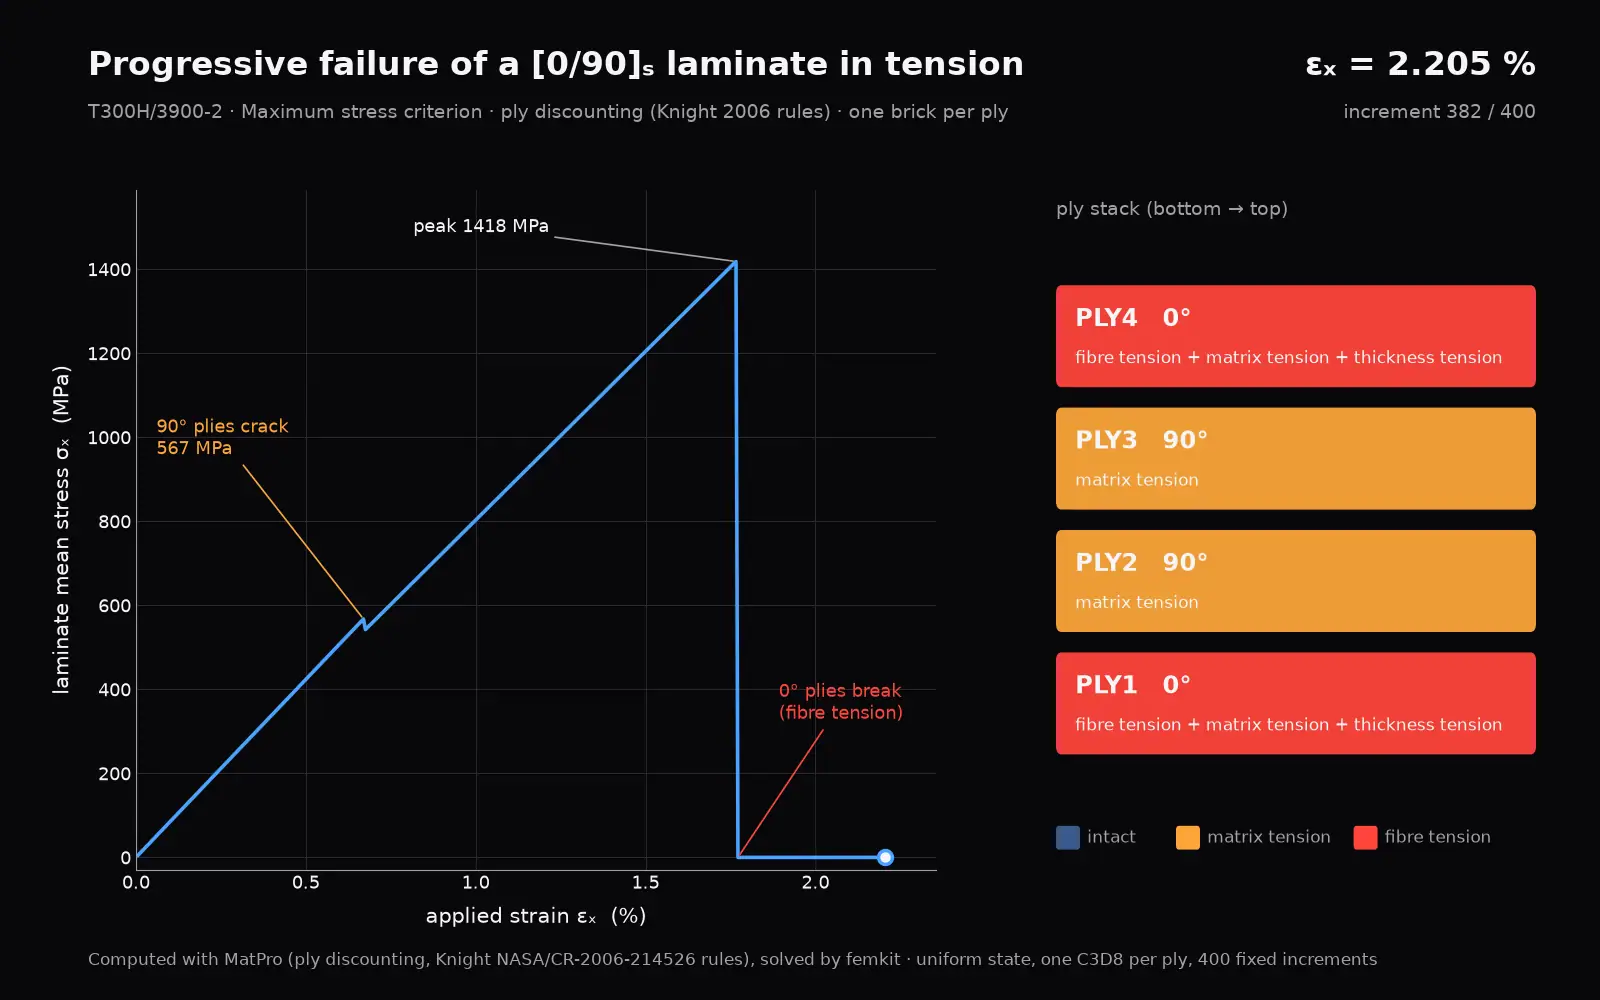 Progressive failure of a [0/90]ₛ laminate in tension
εₓ = 2.205 %
T300H/3900-2 · Maximum stress criterion · ply discounting (Knight 2006 rules) · one brick per ply
increment 382 / 400
ply stack (bottom → top)
peak 1418 MPa
1400
1200
1000
800
600
400
200
0
laminate mean stress σₓ (MPa)
90° plies crack
567 MPa
0° plies break
(fibre tension)
0.0
0.5
1.0
1.5
2.0
applied strain εₓ (%)
PLY4 0°
fibre tension + matrix tension + thickness tension
PLY3 90°
matrix tension
PLY2 90°
matrix tension
PLY1 0°
fibre tension + matrix tension + thickness tension
intact
matrix tension
fibre tension
Computed with MatPro (ply discounting, Knight NASA/CR-2006-214526 rules), solved by femkit · uniform state, one C3D8 per ply, 400 fixed increments